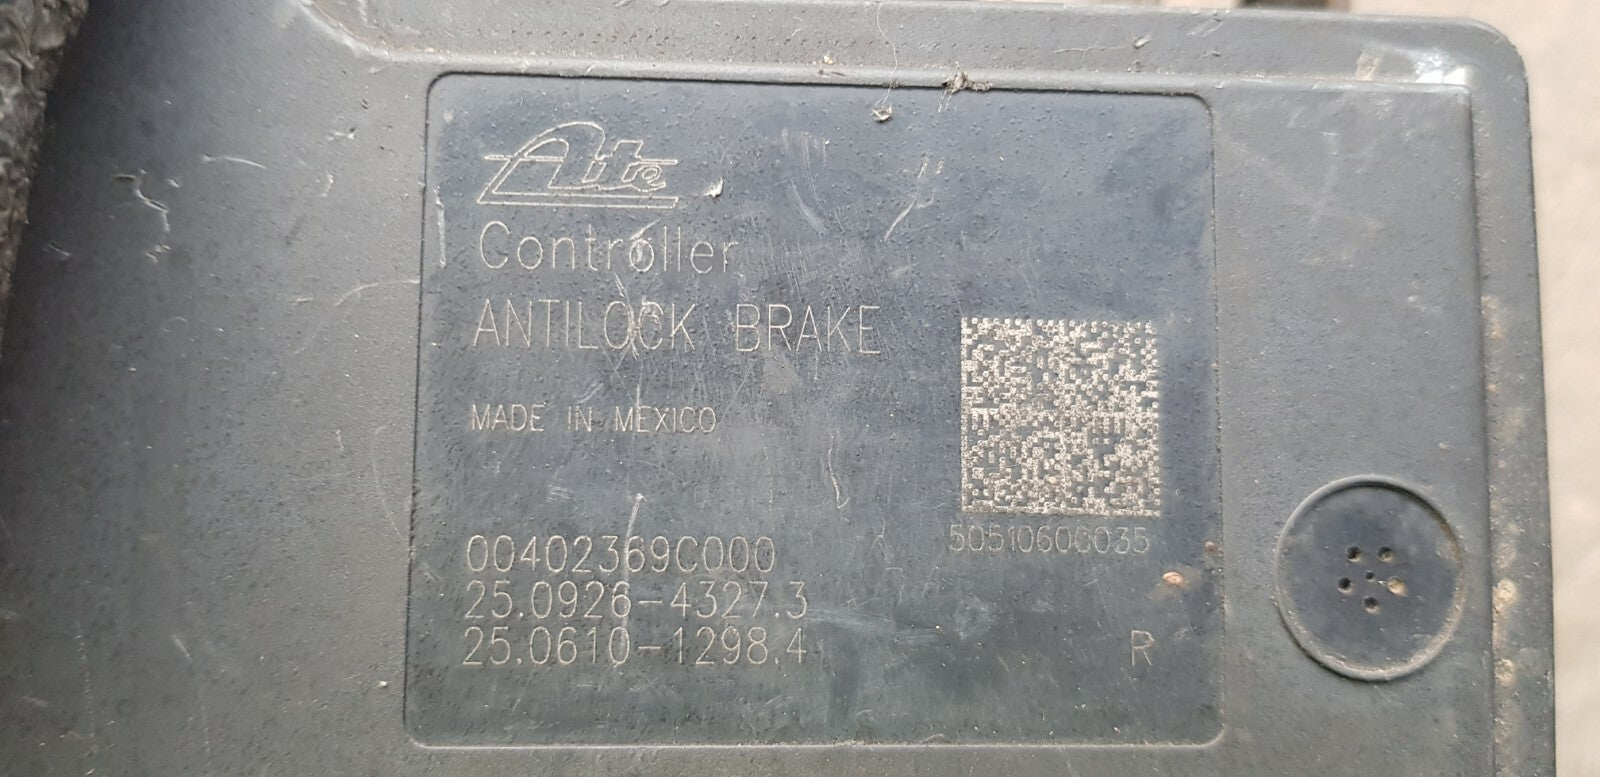 Ate
Controller
ANTILOCK BRAKE
MADE IN MEXICO
50510600035
00402369C000
25.0926-4327.3
25.0610-1298.4
R